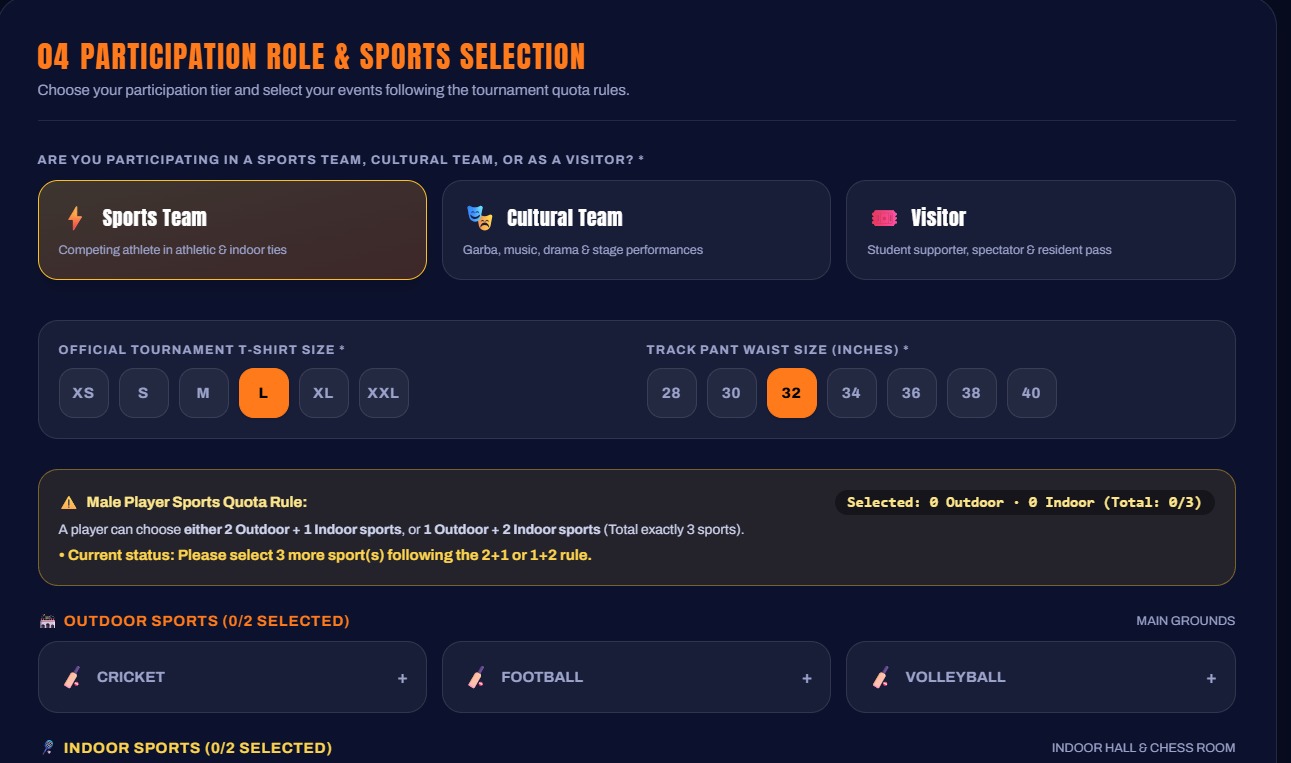 04 PARTICIPATION ROLE & SPORTS SELECTION
Choose your participation tier and select your events following the tournament quota rules.
ARE YOU PARTICIPATING IN A SPORTS TEAM, CULTURAL TEAM, OR AS A VISITOR? *
Sports Team
Competing athlete in athletic & indoor ties
Cultural Team
Garba, music, drama & stage performances
Visitor
Student supporter, spectator & resident pass
OFFICIAL TOURNAMENT T-SHIRT SIZE *
XS S M L XL XXL
TRACK PANT WAIST SIZE (INCHES) *
28 30 32 34 36 38 40
Male Player Sports Quota Rule:
Selected: 0 Outdoor · 0 Indoor (Total: 0/3)
A player can choose either 2 Outdoor + 1 Indoor sports, or 1 Outdoor + 2 Indoor sports (Total exactly 3 sports).
• Current status: Please select 3 more sport(s) following the 2+1 or 1+2 rule.
OUTDOOR SPORTS (0/2 SELECTED)
MAIN GROUNDS
CRICKET +
FOOTBALL +
VOLLEYBALL +
INDOOR SPORTS (0/2 SELECTED)
INDOOR HALL & CHESS ROOM